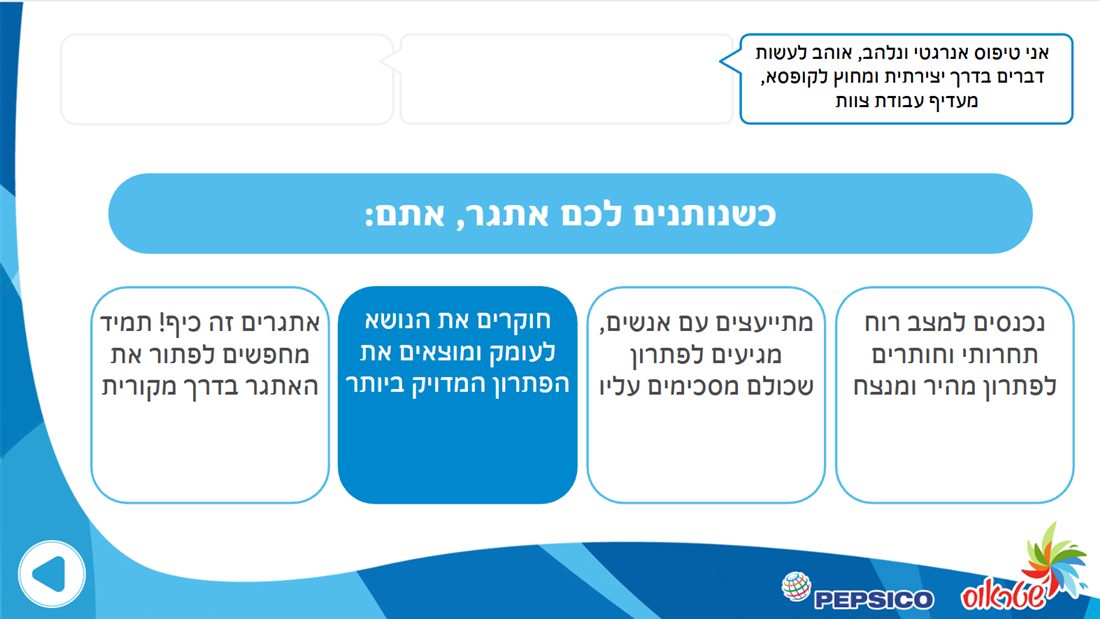 אני טיפוס אנרגטי ונלהב, אוהב לעשות
דברים בדרך יצירתית ומחוץ לקופסא,
מעדיף עבודת צוות
כשנותנים לכם אתגר, אתם:
נכנסים למצב רוח
תחרותי וחותרים
לפתרון מהיר ומנצח
מתייעצים עם אנשים,
מגיעים לפתרון
שכולם מסכימים עליו
חוקרים את הנושא
לעומק ומוצאים את
הפתרון המדויק ביותר
אתגרים זה כיף! תמיד
מחפשים לפתור את
האתגר בדרך מקורית
שטראוס
PEPSICO